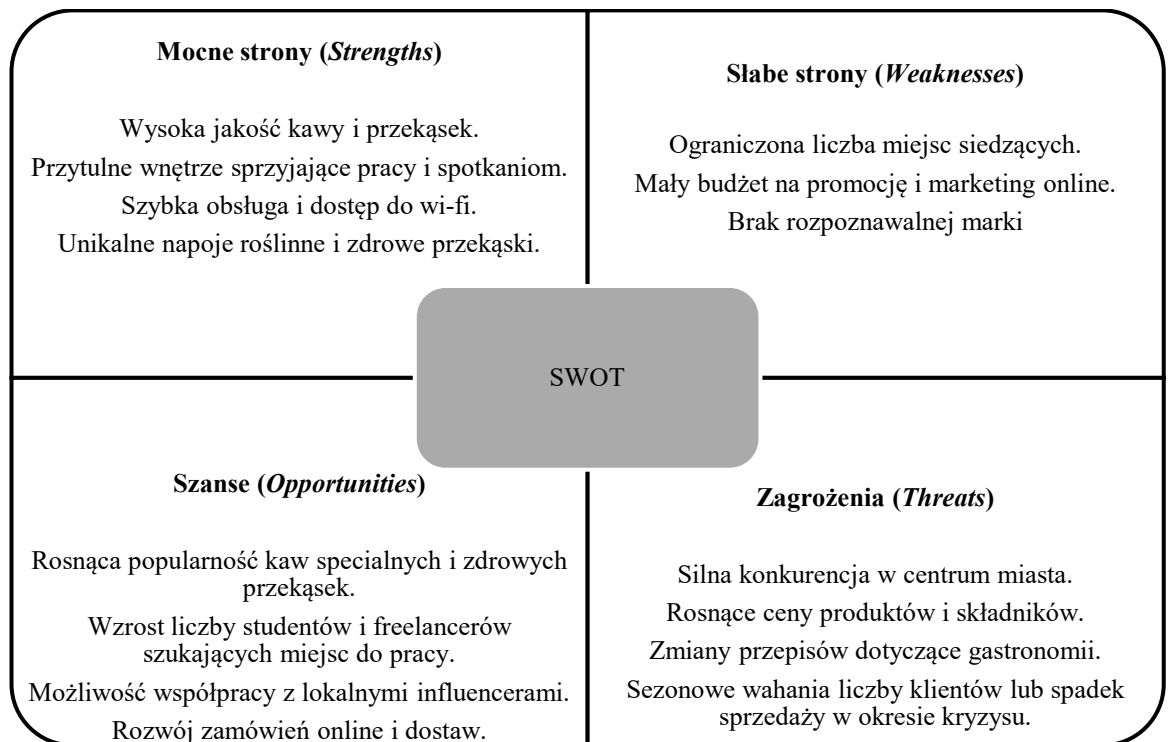 Mocne strony (Strengths)
Wysoka jakość kawy i przekąsek.
Przytulne wnętrze sprzyjające pracy i spotkaniom.
Szybka obsługa i dostęp do wi-fi.
Unikalne napoje roślinne i zdrowe przekąski.
Słabe strony (Weaknesses)
Ograniczona liczba miejsc siedzących.
Mały budżet na promocję i marketing online.
Brak rozpoznawalnej marki
SWOT
Szanse (Opportunities)
Rosnąca popularność kaw specialnych i zdrowych
przekąsek.
Wzrost liczby studentów i freelancerów
szukających miejsc do pracy.
Możliwość współpracy z lokalnymi influencerami.
Rozwój zamówień online i dostaw.
Zagrożenia (Threats)
Silna konkurencja w centrum miasta.
Rosnące ceny produktów i składników.
Zmiany przepisów dotyczące gastronomii.
Sezonowe wahania liczby klientów lub spadek
sprzedaży w okresie kryzysu.